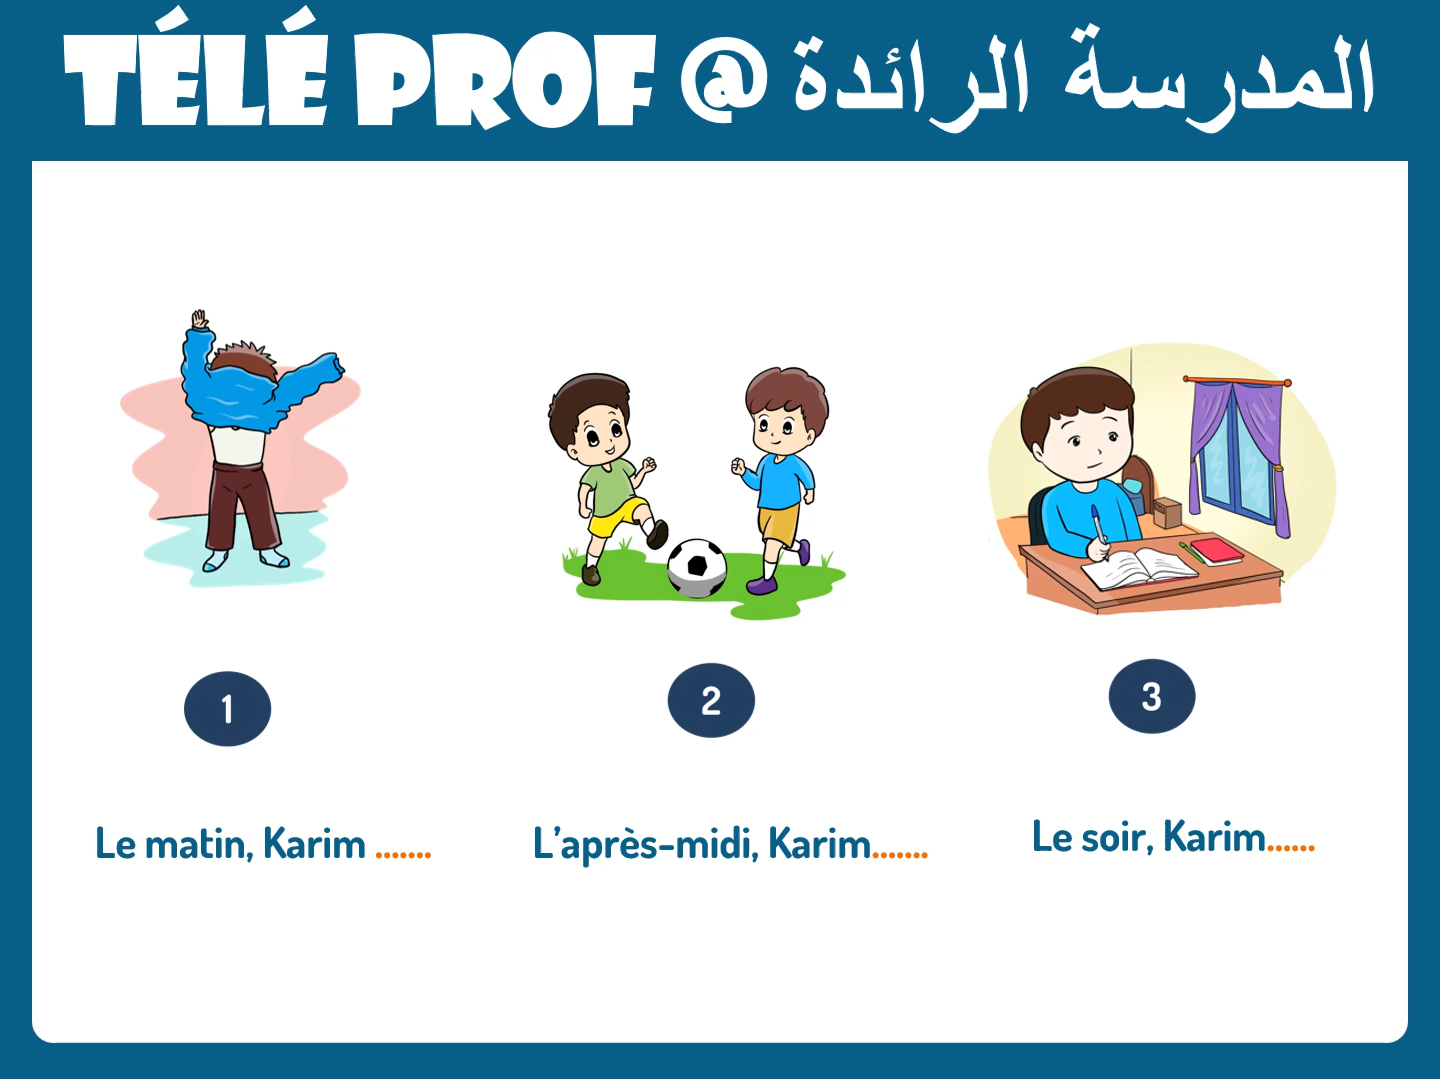 TÉLÉ PROF @ المدرسة الرائدة
1
2
3
Le matin, Karim .......
L'après-midi, Karim.......
Le soir, Karim......